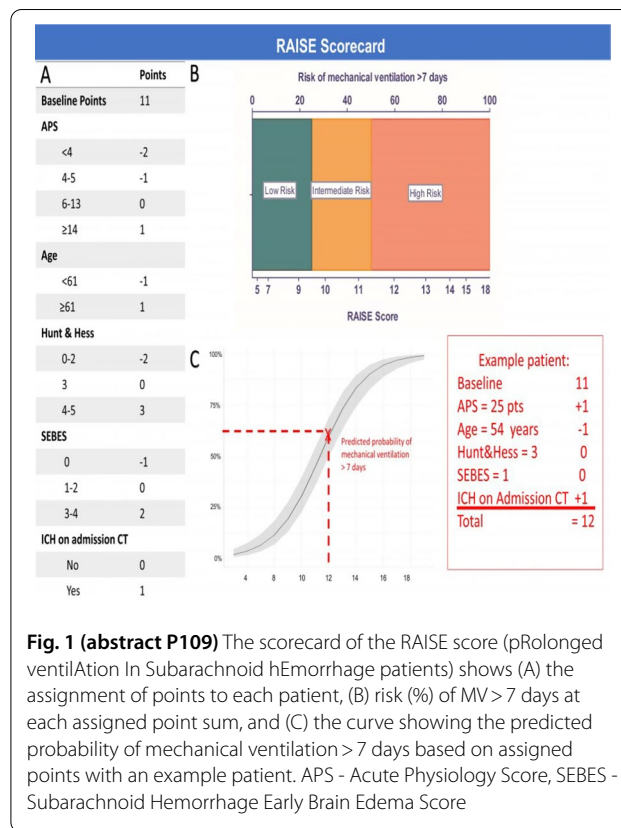 RAISE Scorecard
A
Points
Baseline Points 11
APS
<4 -2
4-5 -1
6-13 0
≥14 1
Age
<61 -1
≥61 1
Hunt & Hess
0-2 -2
3 0
4-5 3
SEBES
0 -1
1-2 0
3-4 2
ICH on admission CT
No 0
Yes 1
B
Risk of mechanical ventilation >7 days
0 20 40 60 80 100
Low Risk Intermediate Risk High Risk
5 7 9 10 11 12 13 14 15 18
RAISE Score
C
100%
75%
50%
25%
0%
Predicted probability of
mechanical ventilation
> 7 days
4 6 8 10 12 14 16 18
Example patient:
Baseline 11
APS = 25 pts +1
Age = 54 years -1
Hunt&Hess = 3 0
SEBES = 1 0
ICH on Admission CT +1
Total = 12
Fig. 1 (abstract P109) The scorecard of the RAISE score (pRolonged
ventilAtion In Subarachnoid hEmorrhage patients) shows (A) the
assignment of points to each patient, (B) risk (%) of MV > 7 days at
each assigned point sum, and (C) the curve showing the predicted
probability of mechanical ventilation > 7 days based on assigned
points with an example patient. APS - Acute Physiology Score, SEBES -
Subarachnoid Hemorrhage Early Brain Edema Score